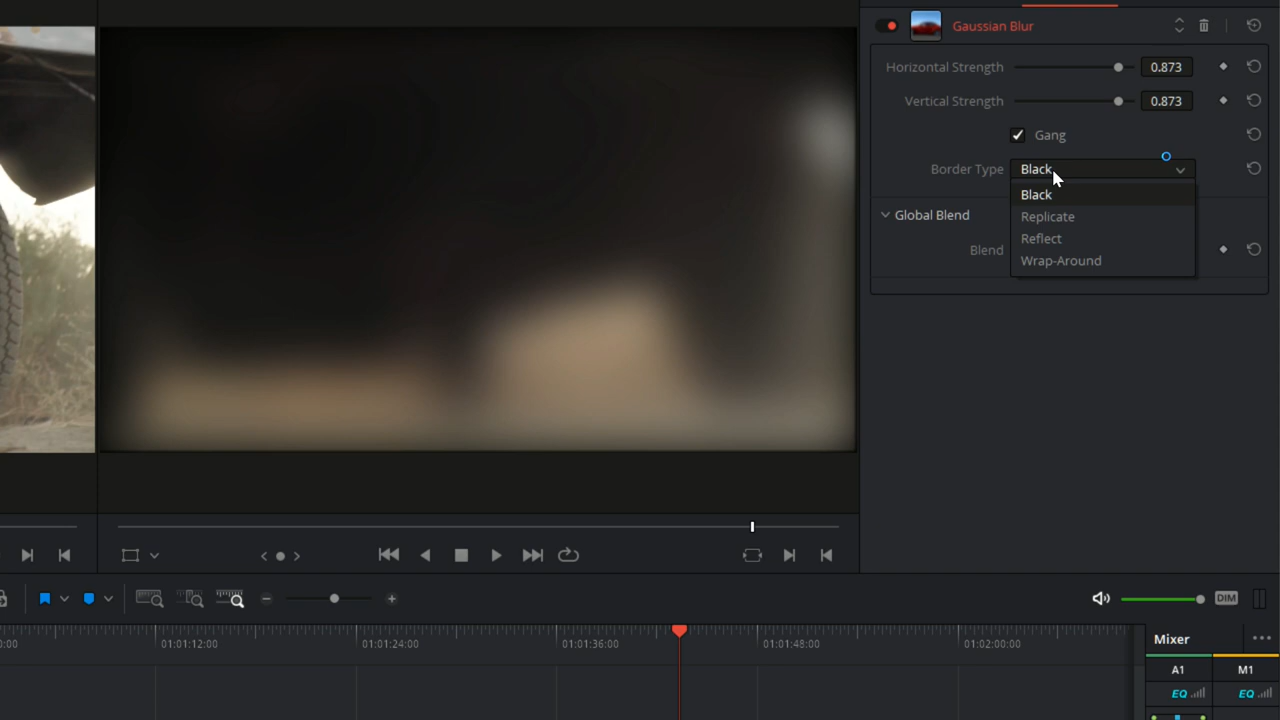 Gaussian Blur
Horizontal Strength 0.873
Vertical Strength 0.873
Gang
Border Type Black
Black
Global Blend Replicate
Reflect
Blend
Wrap-Around
DIM
0:00 01:01:12:00 01:01:24:00 01:01:36:00 01:01:48:00 01:02:00:00
Mixer
A1 M1
EQ EQ